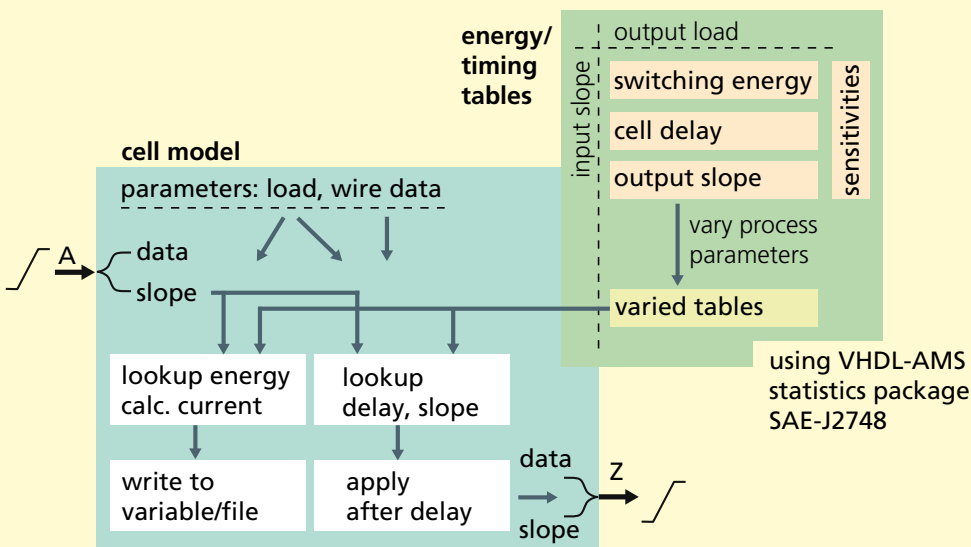 energy/
timing
tables
output load
input slope
switching energy
cell delay
output slope
sensitivities
vary process
parameters
varied tables
using VHDL-AMS
statistics package
SAE-J2748
cell model
parameters: load, wire data
A
data
slope
lookup energy
calc. current
lookup
delay, slope
write to
variable/file
apply
after delay
data
slope
Z